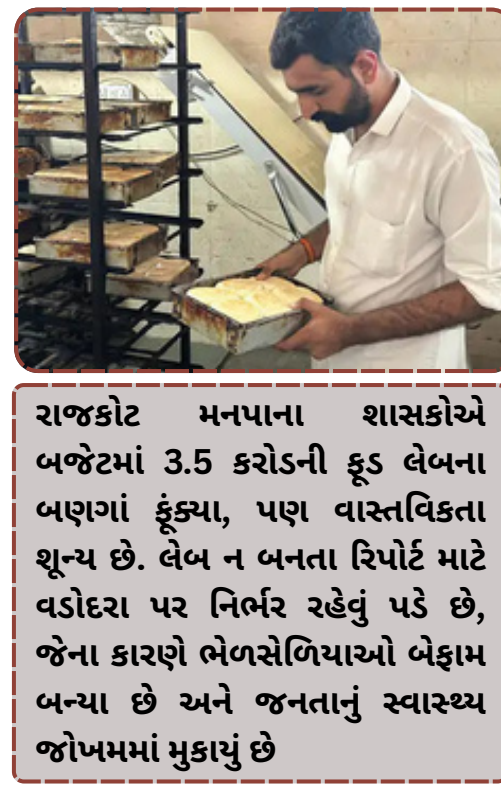 રાજકોટ મનપાના શાસકોએ
બજેટમાં 3.5 કરોડની ફૂડ લેબના
બણગાં ફૂંક્યા, પણ વાસ્તવિકતા
શૂન્ય છે. લેબ ન બનતા રિપોર્ટ માટે
વડોદરા પર નિર્ભર રહેવું પડે છે,
જેના કારણે ભેળસેળિયાઓ બેફામ
બન્યા છે અને જનતાનું સ્વાસ્થ્ય
જોખમમાં મુકાયું છે